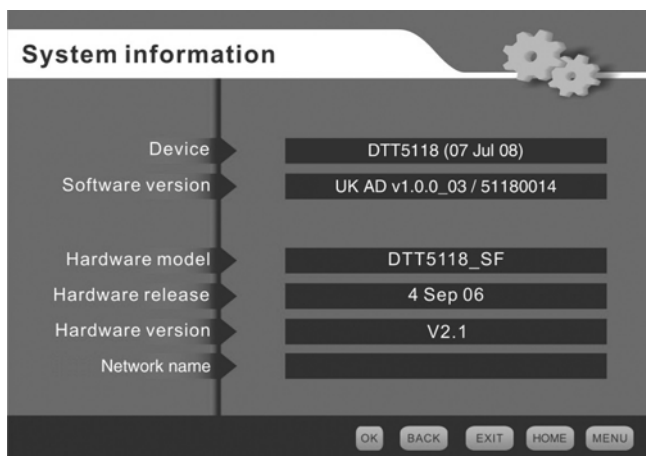 System information
Device DTT5118 (07 Jul 08)
Software version UK AD v1.0.0_03 / 51180014
Hardware model DTT5118_SF
Hardware release 4 Sep 06
Hardware version V2.1
Network name
OK BACK EXIT HOME MENU